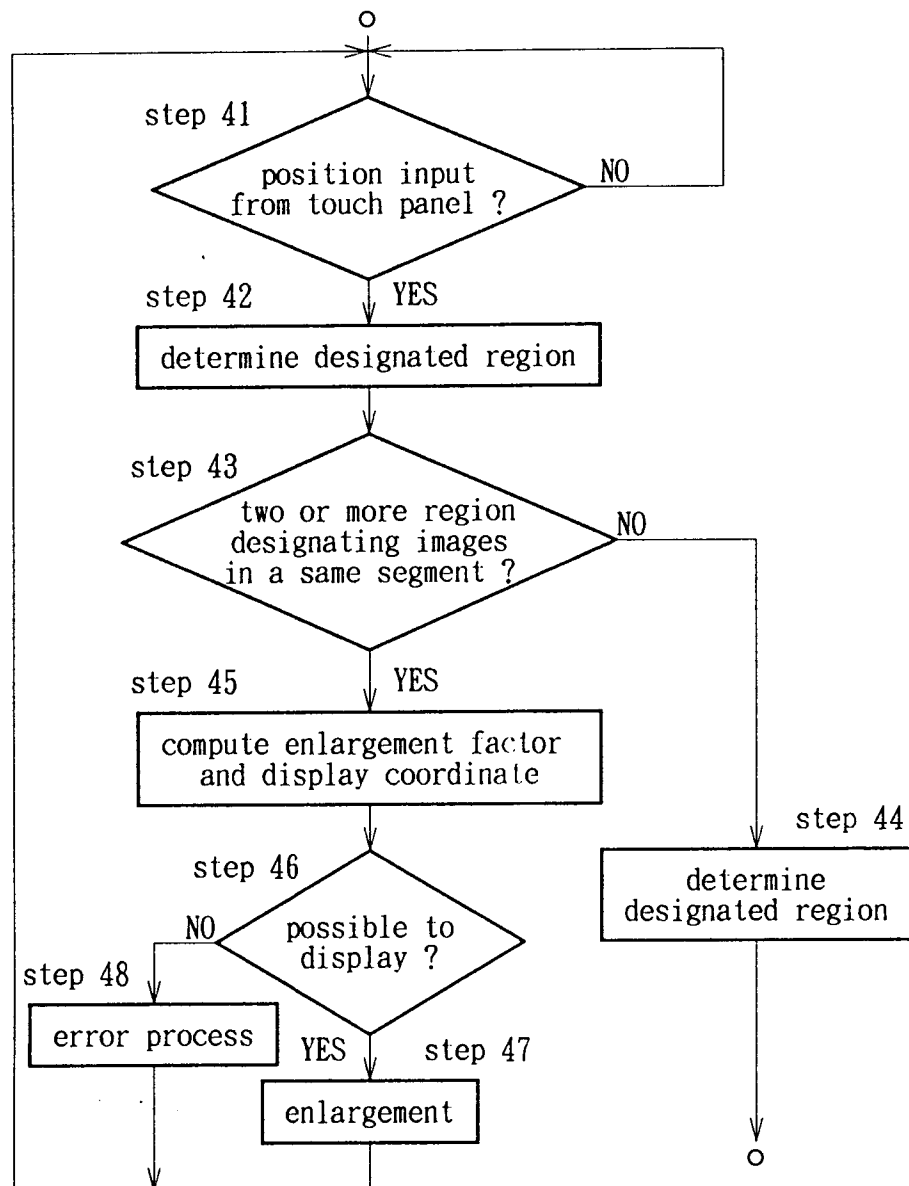 step 41
position input
from touch panel ?
NO
YES
step 42
determine designated region
step 43
two or more region
designating images
in a same segment ?
NO
YES
step 45
compute enlargement factor
and display coordinate
step 44
determine
designated region
step 46
possible to
display ?
NO
step 48
error process
YES
step 47
enlargement